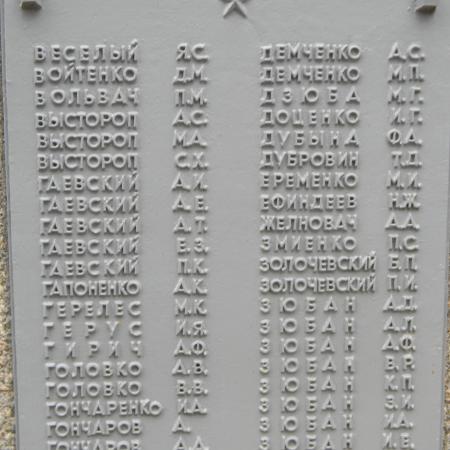 ВЕСЕЛЫЙ Я.С.
ВОЙТЕНКО Д.М.
ВОЛЬВАЧ П.М.
ВЫСТОРОП А.С.
ВЫСТОРОП М.А.
ВЫСТОРОП С.Х.
ГАЕВСКИЙ А.И.
ГАЕВСКИЙ А.Е.
ГАЕВСКИЙ А.Т.
ГАЕВСКИЙ Е.З.
ГАЕВСКИЙ П.К.
ГАПОНЕНКО А.К.
ГЕРЕЛЕС М.К.
ГЕРУС И.Я.
ГИРИЧ А.Ф.
ГОЛОВКО А.В.
ГОЛОВКО В.В.
ГОНЧАРЕНКО И.А.
ГОНЧАРОВ А.
ГОНЧАРОВ А.Д.
ДЕМЧЕНКО А.С.
ДЕМЧЕНКО М.П.
ДЗЮБА М.Г.
ДОЦЕНКО И.Г.
ДУБЫНА Ф.А.
ДУБРОВИН Т.Д.
ЕРЕМЕНКО М.И.
ЕФИНДЕЕВ Н.Ж.
ЖЕЛНОВАЧ А.А.
ЗМИЕНКО П.С.
ЗОЛОЧЕВСКИЙ Б.П.
ЗОЛОЧЕВСКИЙ П.И.
ЗЮБАН А.Д.
ЗЮБАН А.Л.
ЗЮБАН А.Ф.
ЗЮБАН В.Р.
ЗЮБАН К.П.
ЗЮБАН З.И.
ЗЮБАН И.А.
ЗЮБАН И.Е.